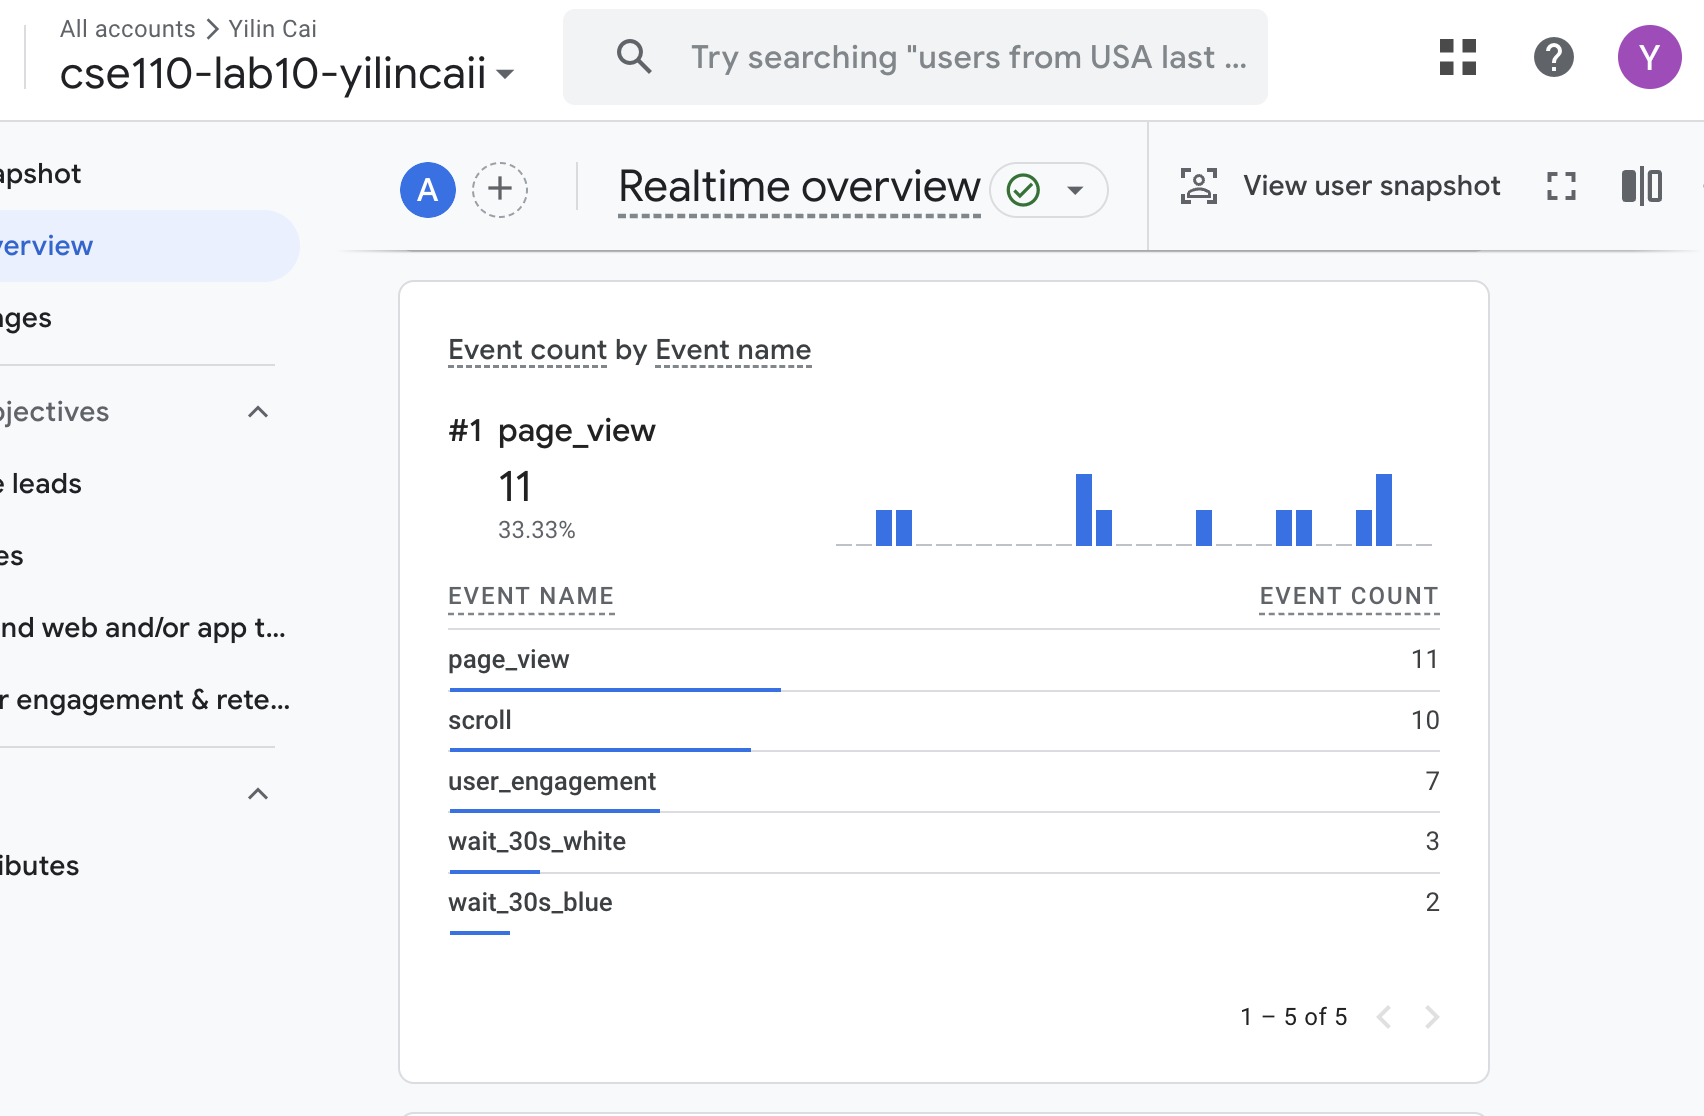 All accounts > Yilin Cai
cse110-lab10-yilincaii
Try searching "users from USA last ...
Y
apshot
verview
ages
bjectives
e leads
es
nd web and/or app t...
r engagement & rete...
ibutes
A
Realtime overview
View user snapshot
Event count by Event name
#1 page_view
11
33.33%
EVENT NAME EVENT COUNT
page_view 11
scroll 10
user_engagement 7
wait_30s_white 3
wait_30s_blue 2
1 – 5 of 5